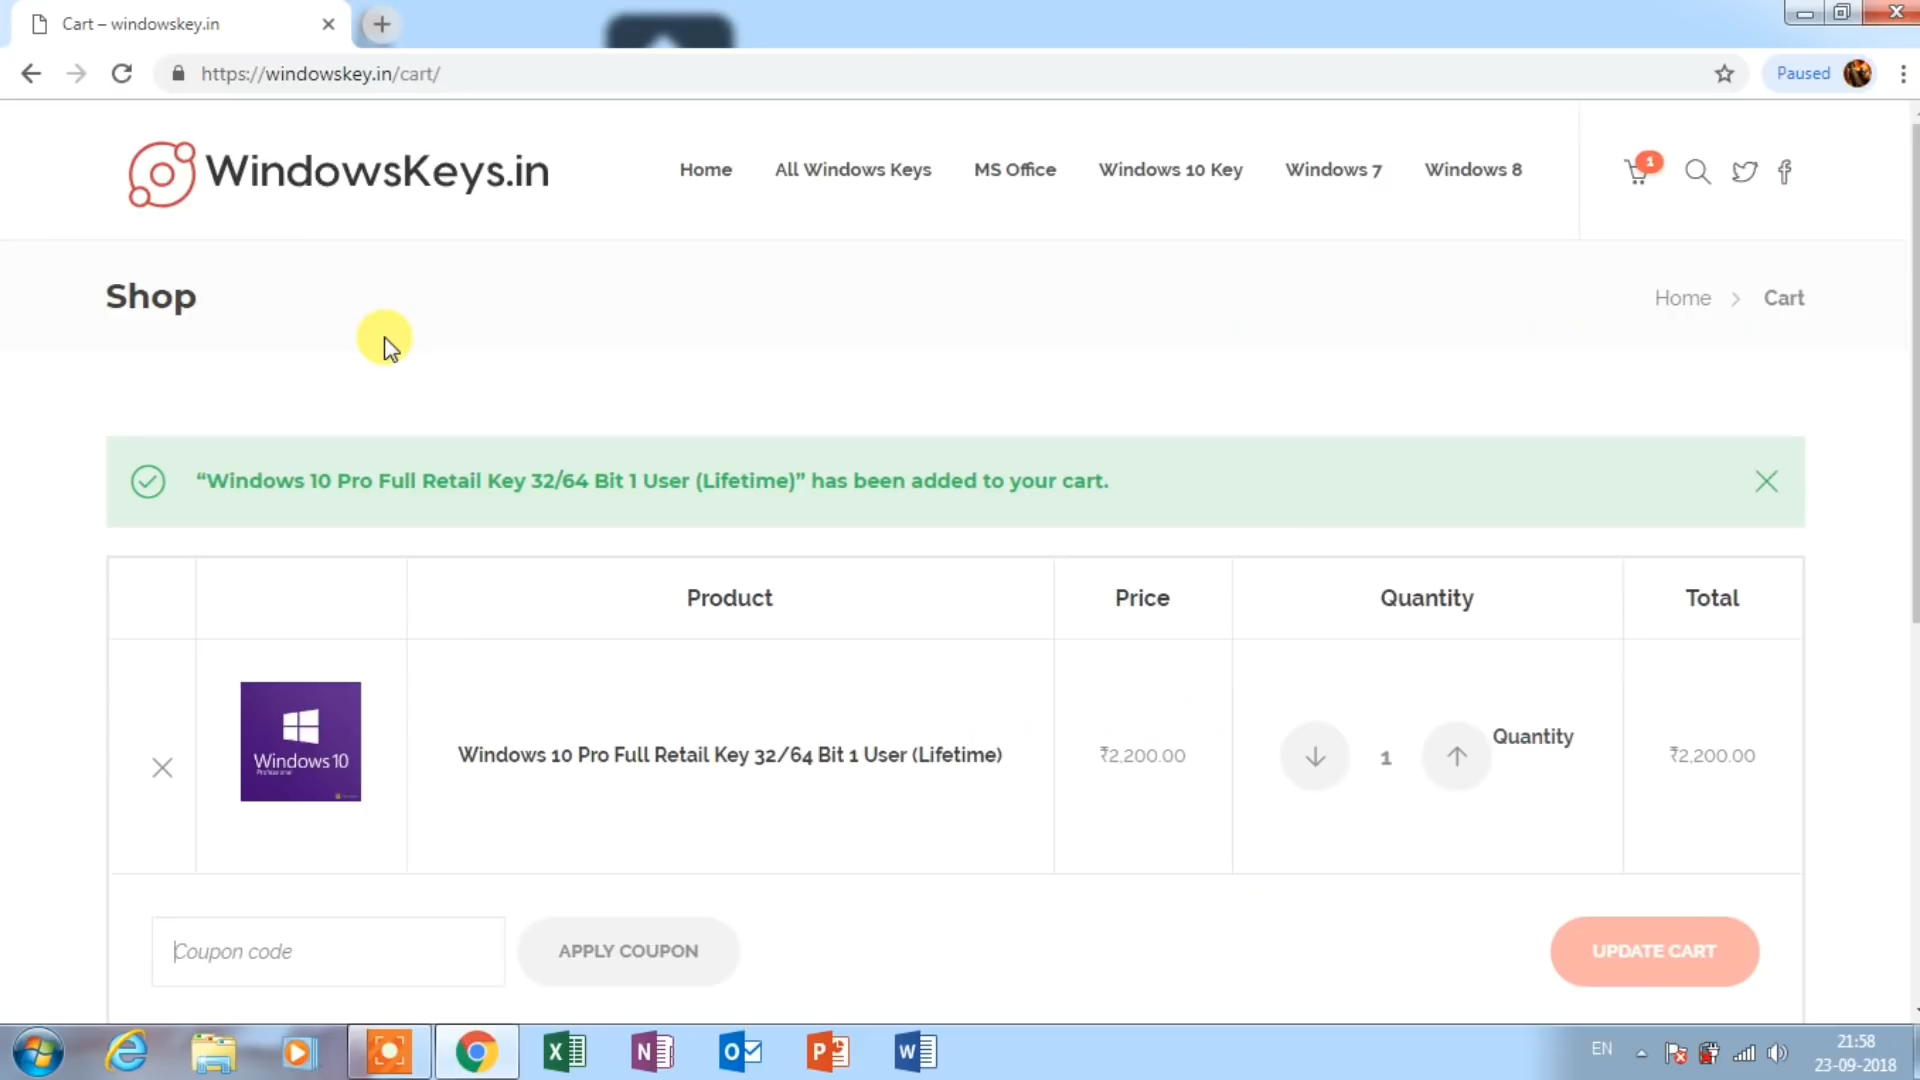 Cart – windowskey.in
https://windowskey.in/cart/
Paused
WindowsKeys.in
Home
All Windows Keys
MS Office
Windows 10 Key
Windows 7
Windows 8
1
Shop
Home
Cart
“Windows 10 Pro Full Retail Key 32/64 Bit 1 User (Lifetime)” has been added to your cart.
Product
Price
Quantity
Total
Windows 10
Windows 10 Pro Full Retail Key 32/64 Bit 1 User (Lifetime)
₹2,200.00
1
Quantity
₹2,200.00
Coupon code
APPLY COUPON
UPDATE CART
EN
21:58
23-09-2018